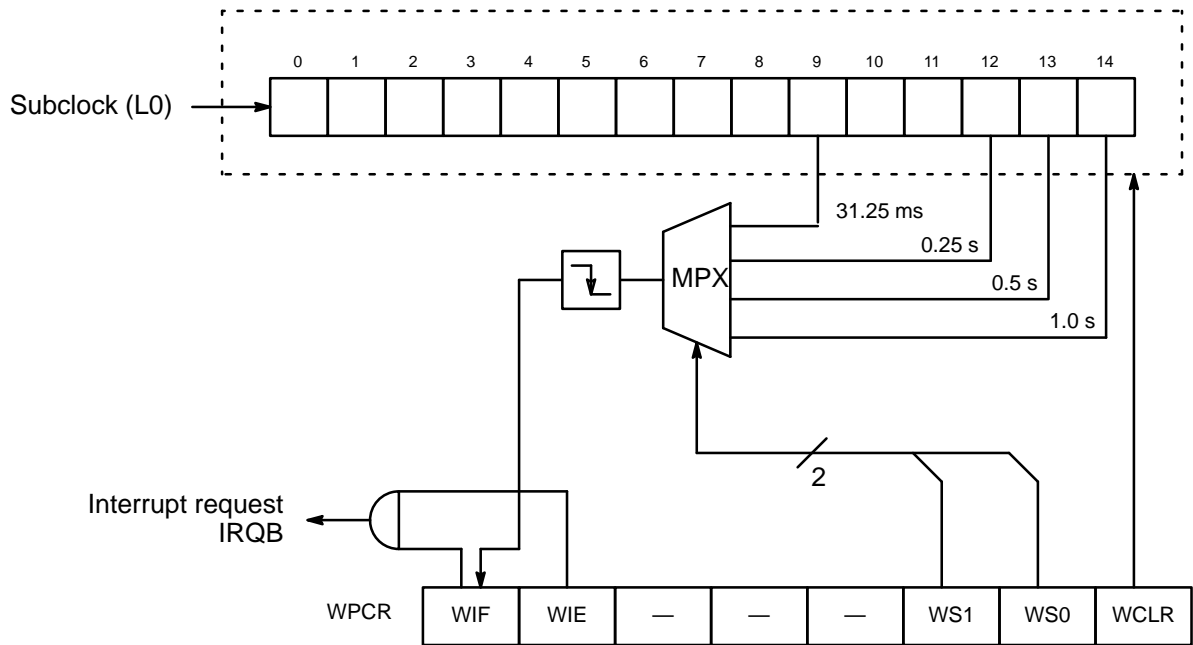 0 1 2 3 4 5 6 7 8 9 10 11 12 13 14
Subclock (L0)
31.25 ms
0.25 s
MPX
0.5 s
1.0 s
2
Interrupt request
IRQB
WPCR WIF WIE — — — WS1 WS0 WCLR